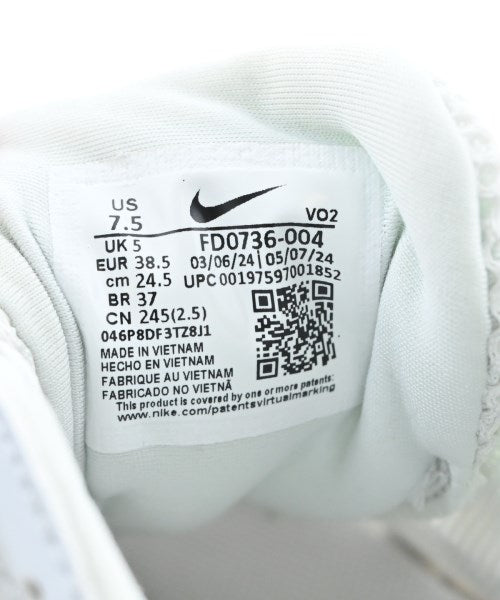 US
7.5
VO2
UK 5 FD0736-004
EUR 38.5 03/06/24 05/07/24
cm 24.5 UPC 00197597001852
BR 37
CN 245(2.5)
046P8DF3TZ8J1
MADE IN VIETNAM
HECHO EN VIETNAM
FABRIQUE AU VIETNAM
FABRICADO NO VIETNÃ
This product is covered by one or more patents:
www.nike.com/patentsvirtualmarking